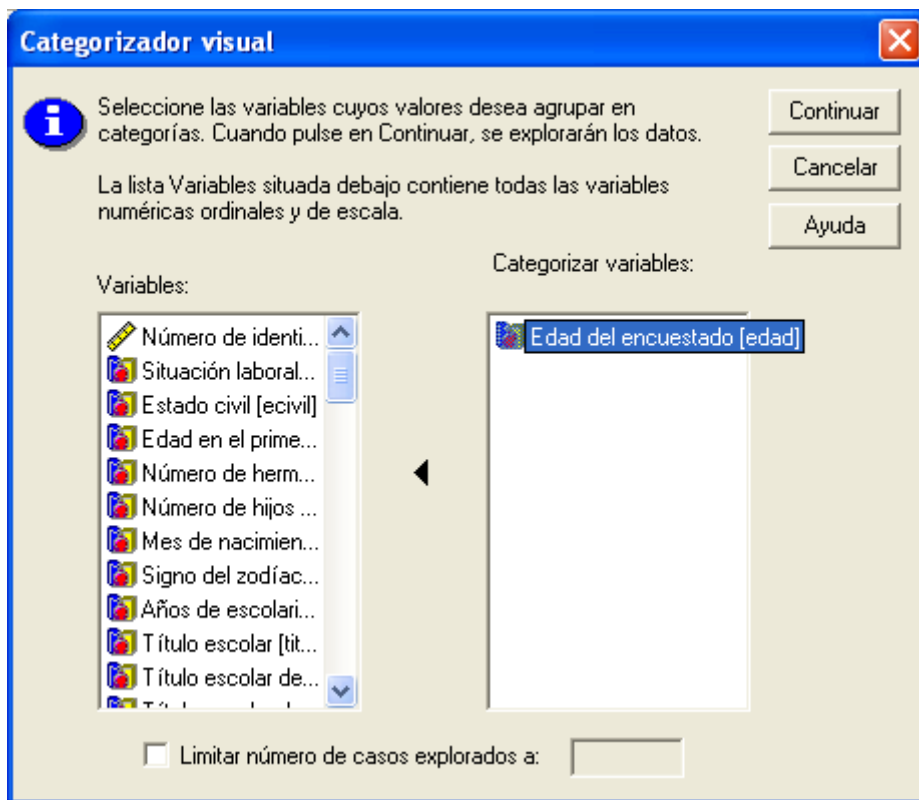 Categorizador visual
Seleccione las variables cuyos valores desea agrupar en
categorías. Cuando pulse en Continuar, se explorarán los datos.
La lista Variables situada debajo contiene todas las variables
numéricas ordinales y de escala.
Continuar
Cancelar
Ayuda
Variables:
Número de identi...
Situación laboral...
Estado civil [ecivil]
Edad en el prime...
Número de herm...
Número de hijos ...
Mes de nacimien...
Signo del zodíac...
Años de escolari...
Título escolar [tit...
Título escolar de...
Categorizar variables:
Edad del encuestado [edad]
Limitar número de casos explorados a: